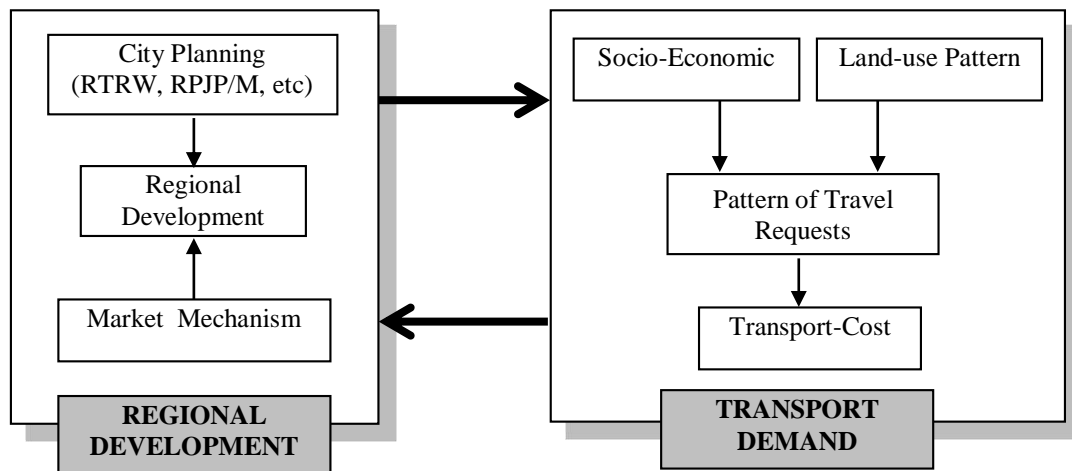 City Planning
(RTRW, RPJP/M, etc)
Regional
Development
Market Mechanism
REGIONAL
DEVELOPMENT
Socio-Economic
Land-use Pattern
Pattern of Travel
Requests
Transport-Cost
TRANSPORT
DEMAND